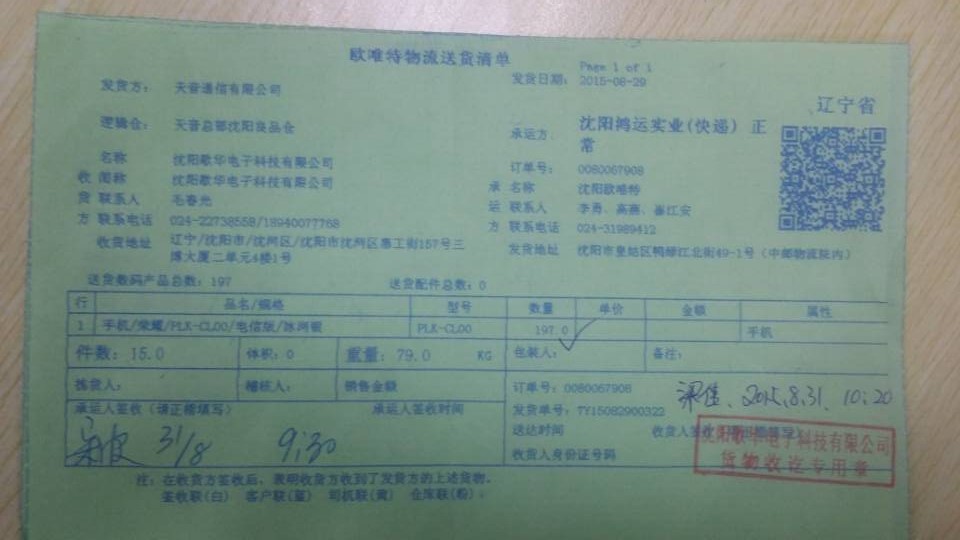 欧唯特物流送货清单
Page 1 of 1
发货方： 天音通信有限公司 发货日期： 2015-08-29
辽宁省
逻辑仓： 天音总部沈阳良品仓 承运方 沈阳鸿运实业(快递) 正常
订单号： 0080067908
收货方
名称 沈阳歌华电子科技有限公司
简称 沈阳歌华电子科技有限公司
联系人 毛春光
联系电话 024-22738558/18940077768
收货地址 辽宁/沈阳市/沈河区/沈阳市沈河区惠工街157号三
博大厦二单元4楼1号
承运方
名称 沈阳欧唯特
联系人 李勇、高薇、崔江安
联系电话 024-31989412
发货地址 沈阳市皇姑区鸭绿江北街49-1号（中邮物流院内）
送货数码产品总数：197 送货配件总数：0
行 品名/规格 型号 数量 单价 金额 属性
1 手机/荣耀/PLK-CL00/电信版/冰河银 PLK-CL00 197.0 手机
件数：15.0 体积：0 重量：79.0 KG 包装人： 备注：
拣货人： 稽核人： 销售金额 订单号：0080067908
2015.8.31. 10:20
承运人签收（请正楷填写） 承运人签收时间 发货单号：TY15082900322
31/8 9:30
送达时间 收货人签收
收货人身份证号码
科技有限公司
货物收讫专用章
注：在收货方签收后，表明收货方收到了发货方的上述货物。
签收联(白) 客户联(蓝) 司机联(黄) 仓库联(粉)。